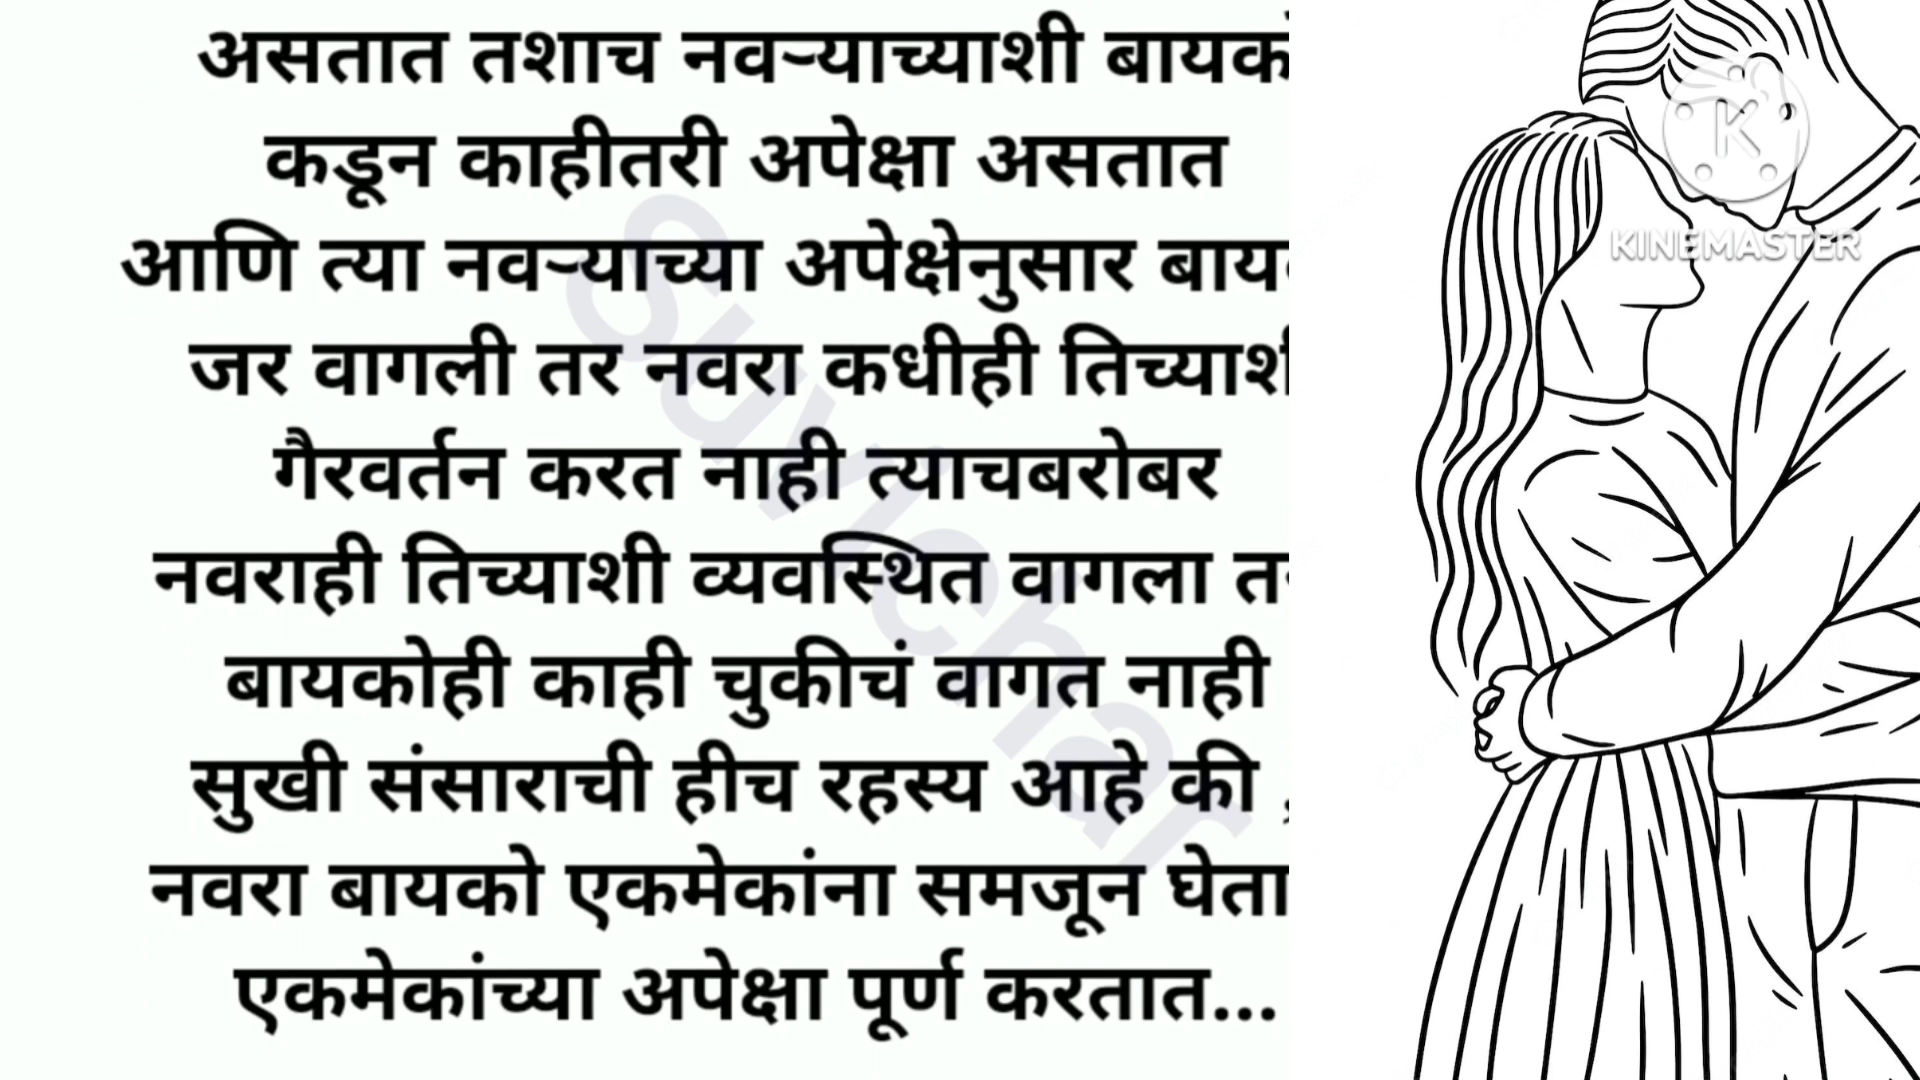 असतात तशाच नवऱ्याच्याशी
कडून काहीतरी अपेक्षा असतात
आणि त्या नवऱ्याच्या अपेक्षेनुसार
जर वागली तर नवरा कधीही तिच्याशी
गैरवर्तन करत नाही त्याचबरोबर
नवराही तिच्याशी व्यवस्थित वागला
बायकोही काही चुकीचं वागत नाही
सुखी संसाराची हीच रहस्य आहे की ,
नवरा बायको एकमेकांना समजून घेता
एकमेकांच्या अपेक्षा पूर्ण करतात...
Suvichar
K
KINEMASTER